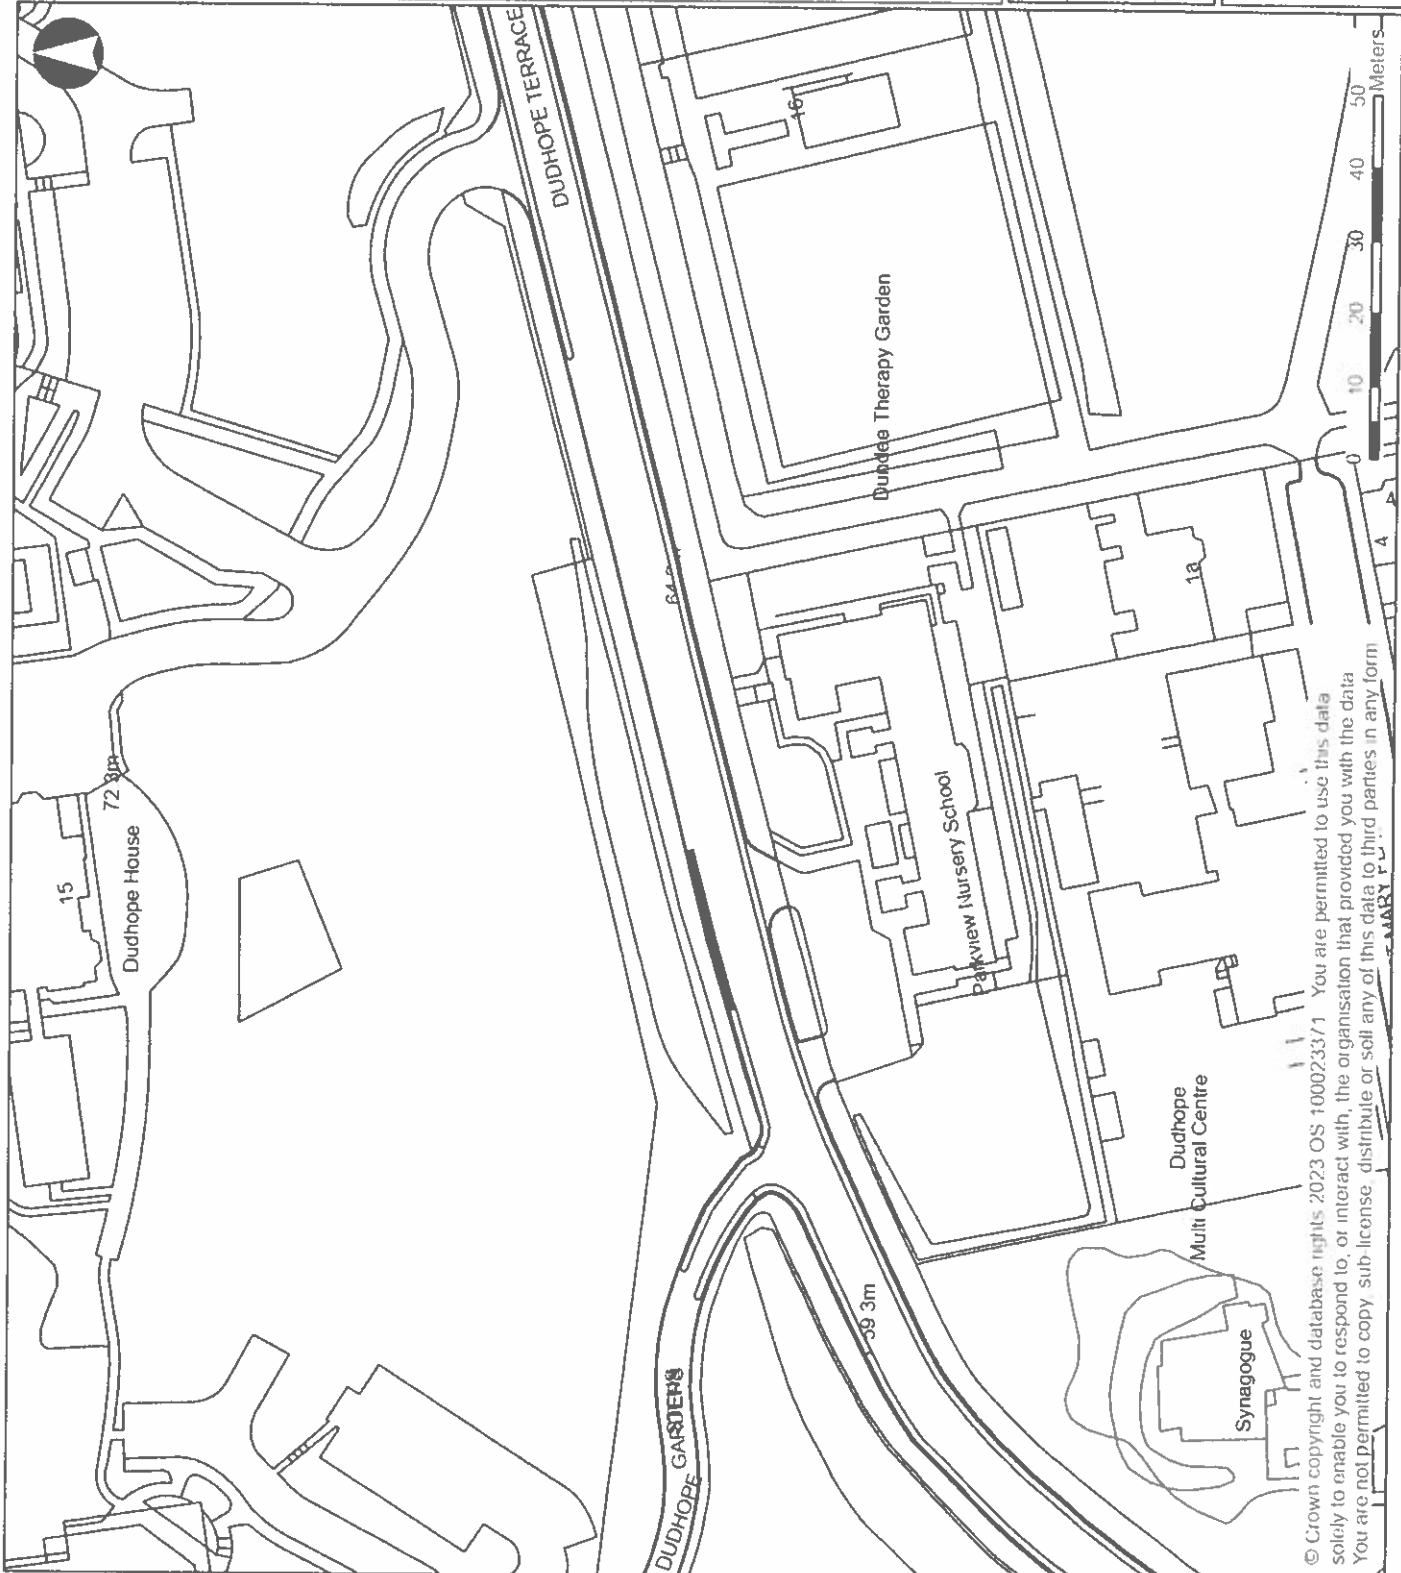 DUDHOPE TERRACE
16
Dundee Therapy Garden
72 3m
15
Dudhope House
Parkview Nursery School
1a
4
4
DUDHOPE
GARDENS
59 3m
Dudhope
Multi Cultural Centre
Synagogue
MARY
0 10 20 30 40 50
Meters
© Crown copyright and database rights 2023 OS 100023371 You are permitted to use this data
solely to enable you to respond to, or interact with, the organisation that provided you with the data
You are not permitted to copy, sub-license, distribute or sell any of this data to third parties in any form